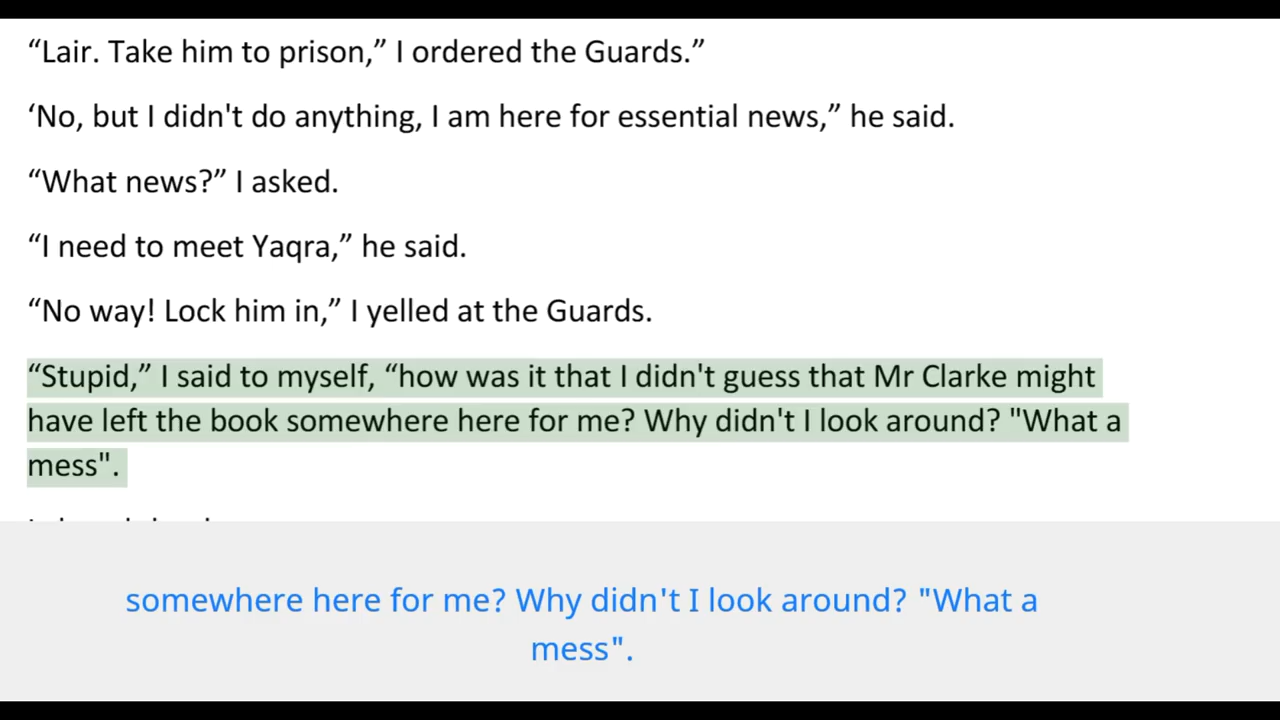 “Lair. Take him to prison,” I ordered the Guards.”
‘No, but I didn't do anything, I am here for essential news,” he said.
“What news?” I asked.
“I need to meet Yaqra,” he said.
“No way! Lock him in,” I yelled at the Guards.
“Stupid,” I said to myself, “how was it that I didn't guess that Mr Clarke might
have left the book somewhere here for me? Why didn't I look around? "What a
mess".
somewhere here for me? Why didn't I look around? "What a
mess".